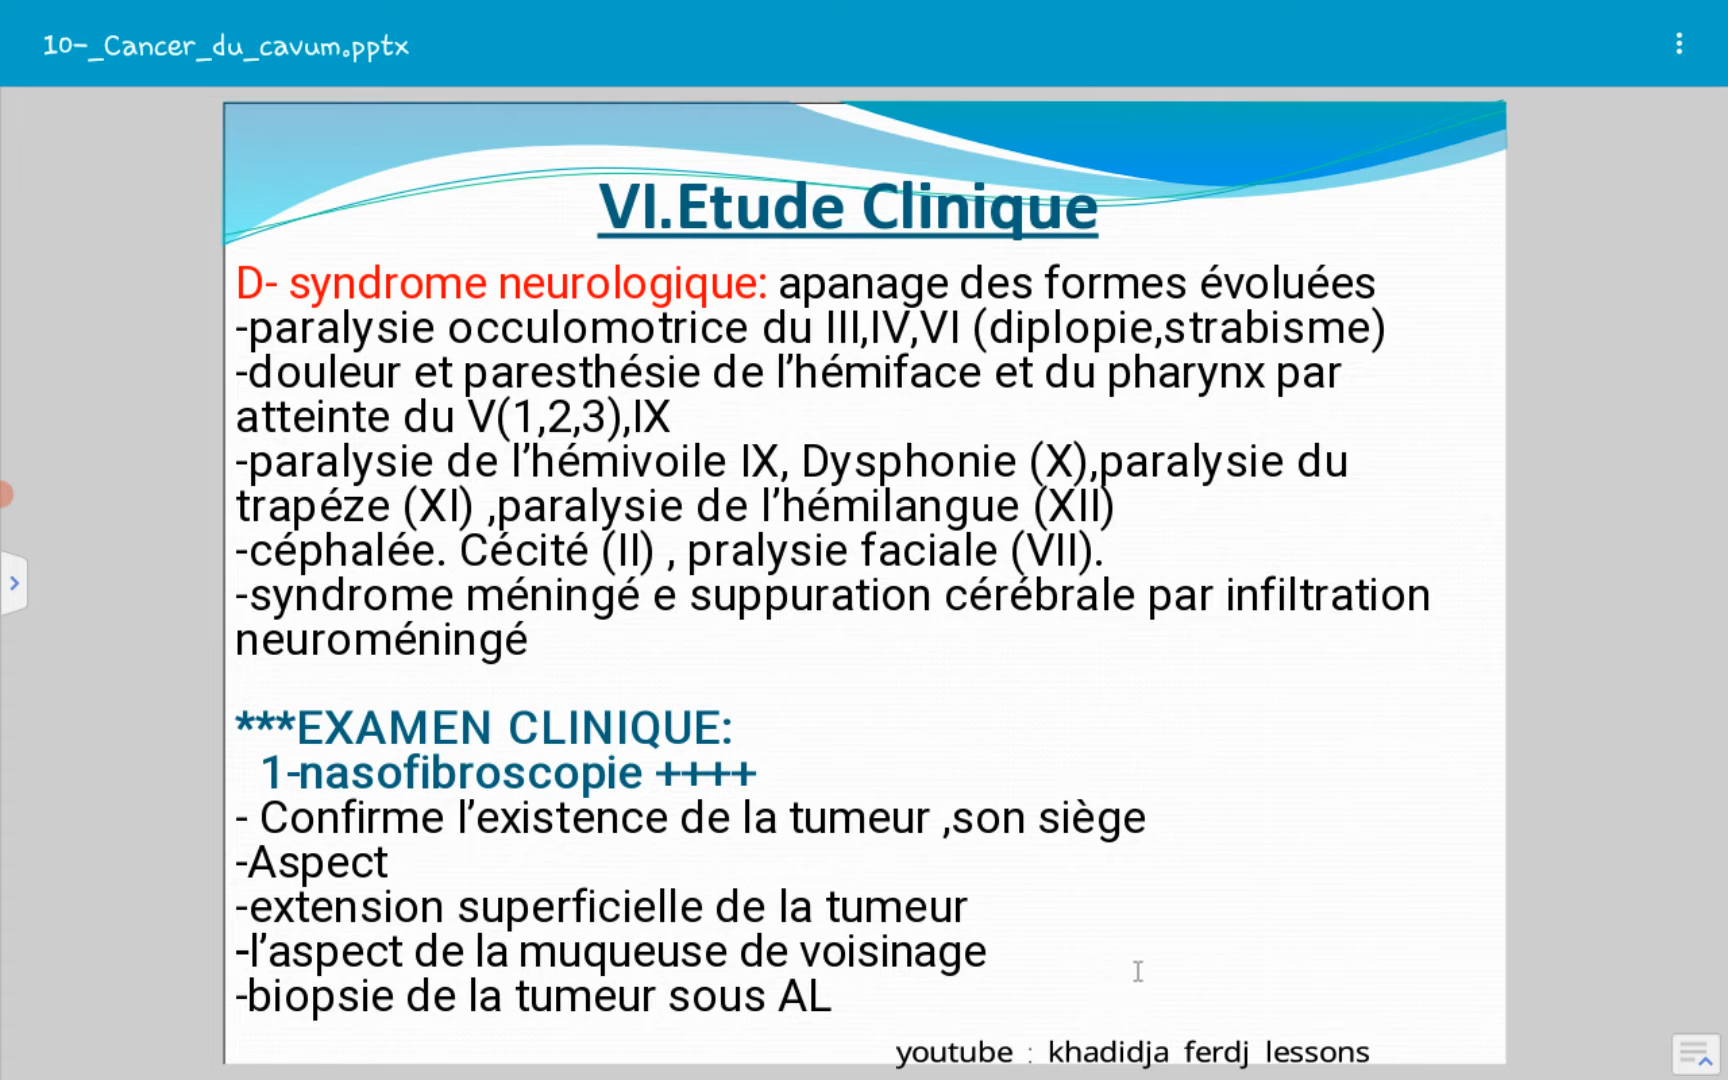 10-_Cancer_du_cavum.pptx
VI.Etude Clinique
D- syndrome neurologique: apanage des formes évoluées
-paralysie occulomotrice du III,IV,VI (diplopie,strabisme)
-douleur et paresthésie de l’hémiface et du pharynx par
atteinte du V(1,2,3),IX
-paralysie de l’hémivoile IX, Dysphonie (X),paralysie du
trapéze (XI) ,paralysie de l’hémilangue (XII)
-céphalée. Cécité (II) , pralysie faciale (VII).
-syndrome méningé e suppuration cérébrale par infiltration
neuroméningé
***EXAMEN CLINIQUE:
1-nasofibroscopie ++++
- Confirme l’existence de la tumeur ,son siège
-Aspect
-extension superficielle de la tumeur
-l’aspect de la muqueuse de voisinage
-biopsie de la tumeur sous AL
youtube : khadidja ferdj lessons